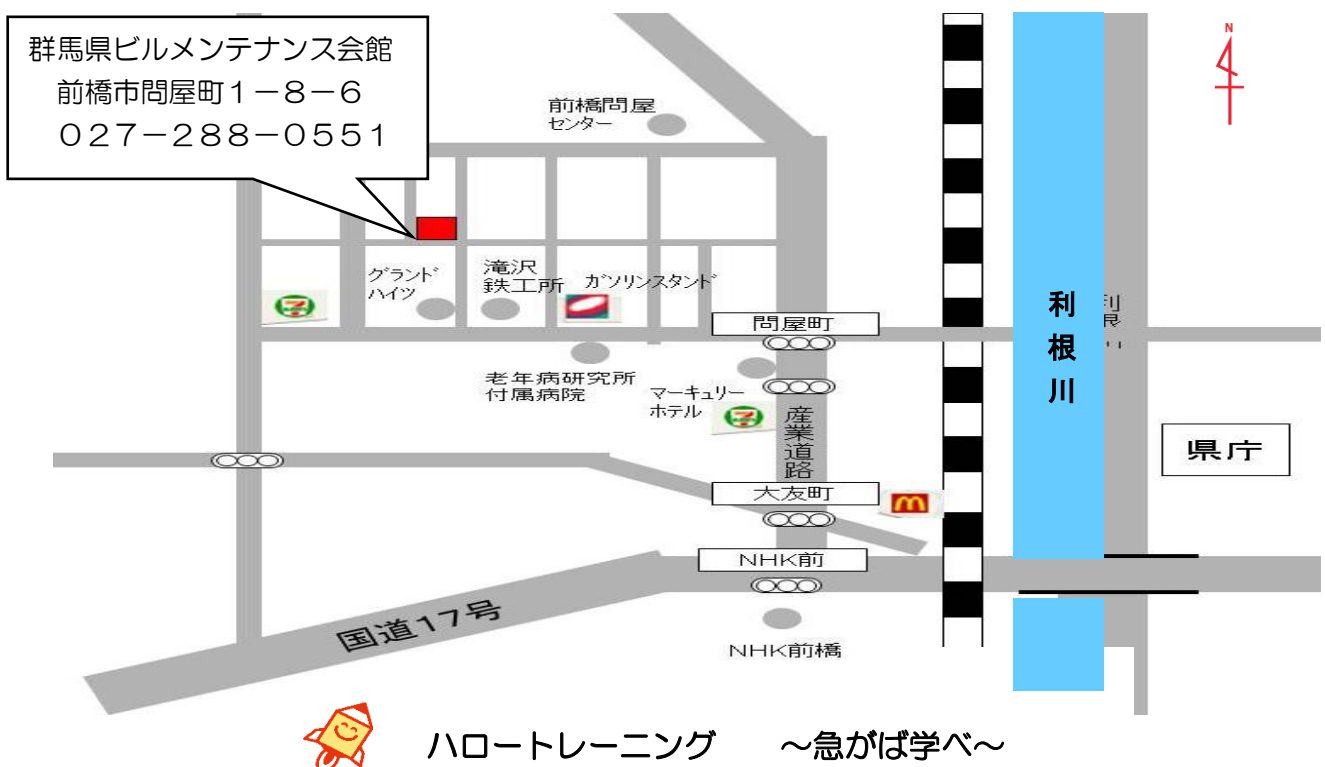 群馬県ビルメンテナンス会館
前橋市問屋町1－8－6
027－288－0551
N
前橋問屋
センター
グランド
ハイツ
滝沢
鉄工所
ガソリンスタンド
問屋町
利根川
老年病研究所
付属病院
マーキュリー
ホテル
産業道路
県庁
大友町
NHK前
国道17号
NHK前橋
ハロートレーニング　～急がば学べ～